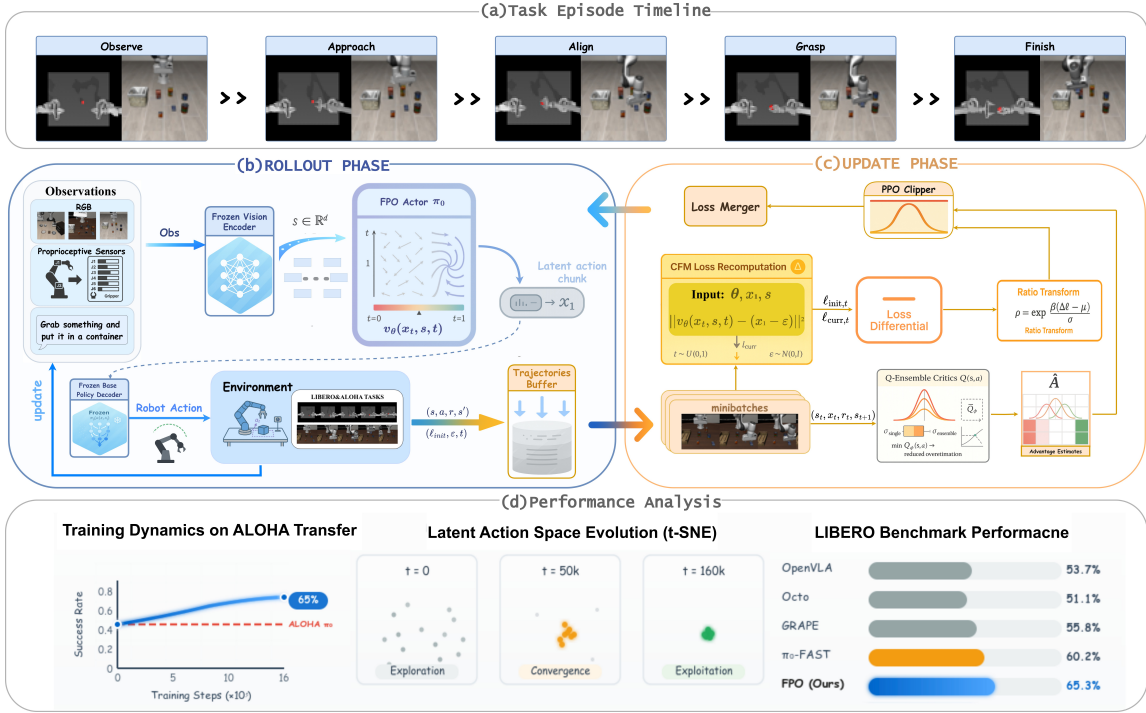 (a)Task Episode Timeline
Observe
Approach
Align
Grasp
Finish
(b)ROLLOUT PHASE
Observations
RGB
Proprioceptive Sensors
J1
J2
J3
J4
J5
J6
Gripper
Grab something and
put it in a container
Obs
Frozen Vision
Encoder
s ∈ ℝ^d
FPO Actor π₀
t
1
t=0
t=1
v_θ(x_t, s, t)
Latent action
chunk
→ x₁
update
Frozen Base
Policy Decoder
Frozen
Robot Action
Environment
LIBERO&ALOHA TASKS
(s, a, r, s′)
(ℓ_init, ε, t)
Trajectories
Buffer
(c)UPDATE PHASE
Loss Merger
PPO Clipper
CFM Loss Recomputation
Input: θ, x₁, s
||v_θ(x_t, s, t) − (x₁ − ε)||²
l_curr
t ~ U(0,1)
ε ~ N(0,I)
ℓ_init,t
ℓ_curr,t
Loss
Differential
Ratio Transform
ρ = exp β(Δℓ − μ)/σ
Ratio Transform
minibatches
(s_t, x_t, r_t, s_t+1)
Q-Ensemble Critics Q(s,a)
σ_single
σ_ensemble
min Q_φ(s, a) →
reduced overestimation
Â
Advantage Estimates
(d)Performance Analysis
Training Dynamics on ALOHA Transfer
Success Rate
0.8
0.6
0.4
0.2
0
0
5
10
16
Training Steps (×10⁵)
65%
ALOHA π₀
Latent Action Space Evolution (t-SNE)
t = 0
Exploration
t = 50k
Convergence
t = 160k
Exploitation
LIBERO Benchmark Performacne
OpenVLA
53.7%
Octo
51.1%
GRAPE
55.8%
π₀-FAST
60.2%
FPO (Ours)
65.3%